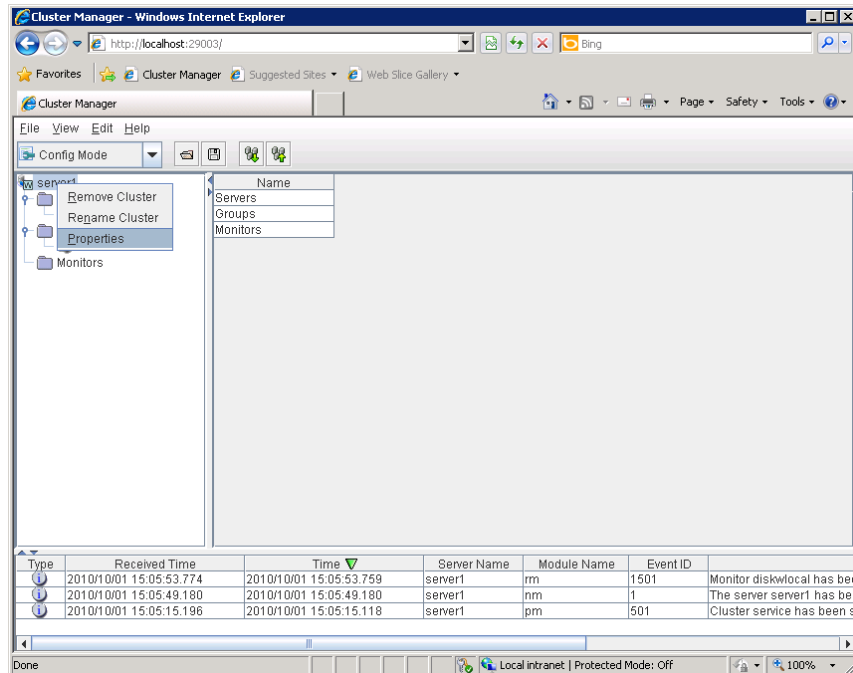 Cluster Manager - Windows Internet Explorer
http://localhost:29003/
Bing
Favorites Cluster Manager Suggested Sites Web Slice Gallery
Cluster Manager Page Safety Tools
File View Edit Help
Config Mode
server1
Remove Cluster
Rename Cluster
Properties
Monitors
Name
Servers
Groups
Monitors
Type Received Time Time Server Name Module Name Event ID
2010/10/01 15:05:53.774 2010/10/01 15:05:53.759 server1 rm 1501 Monitor diskwlocal has bee
2010/10/01 15:05:49.180 2010/10/01 15:05:49.180 server1 nm 1 The server server1 has be
2010/10/01 15:05:15.196 2010/10/01 15:05:15.118 server1 pm 501 Cluster service has been s
Done Local intranet | Protected Mode: Off 100%